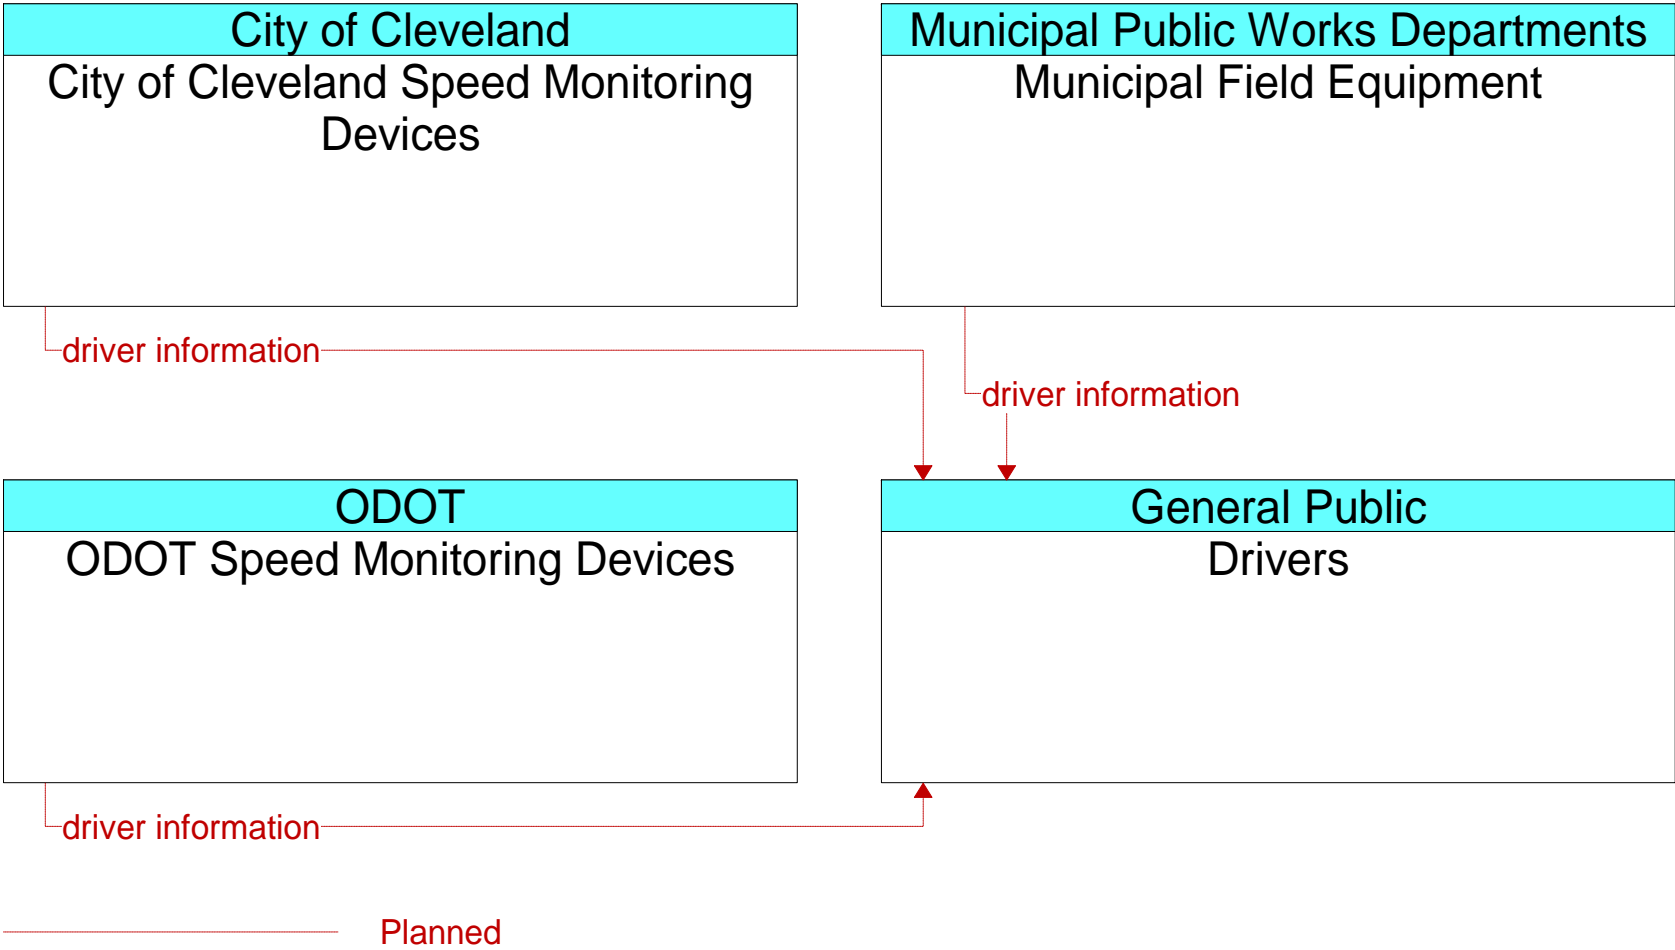 City of Cleveland
City of Cleveland Speed Monitoring
Devices
Municipal Public Works Departments
Municipal Field Equipment
driver information
driver information
ODOT
ODOT Speed Monitoring Devices
General Public
Drivers
driver information
Planned